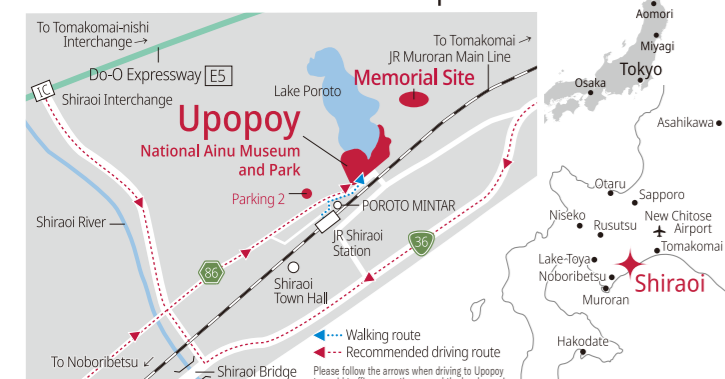 To Tomakomai-nishi
Interchange →
Do-O Expressway E5
IC
Shiraoi Interchange
Lake Poroto
To Tomakomai →
JR Muroran Main Line
Memorial Site
Upopoy
National Ainu Museum
and Park
Parking 2
POROTO MINTAR
Shiraoi River
JR Shiraoi
Station
36
86
Shiraoi
Town Hall
Walking route
Recommended driving route
Please follow the arrows when driving to Upopoy
To Noboribetsu ↙
Shiraoi Bridge
Aomori
Miyagi
Tokyo
Osaka
Asahikawa
Otaru
Sapporo
Niseko
Rusutsu
New Chitose
Airport
Tomakomai
Lake-Toya
Noboribetsu
Shiraoi
Muroran
Hakodate